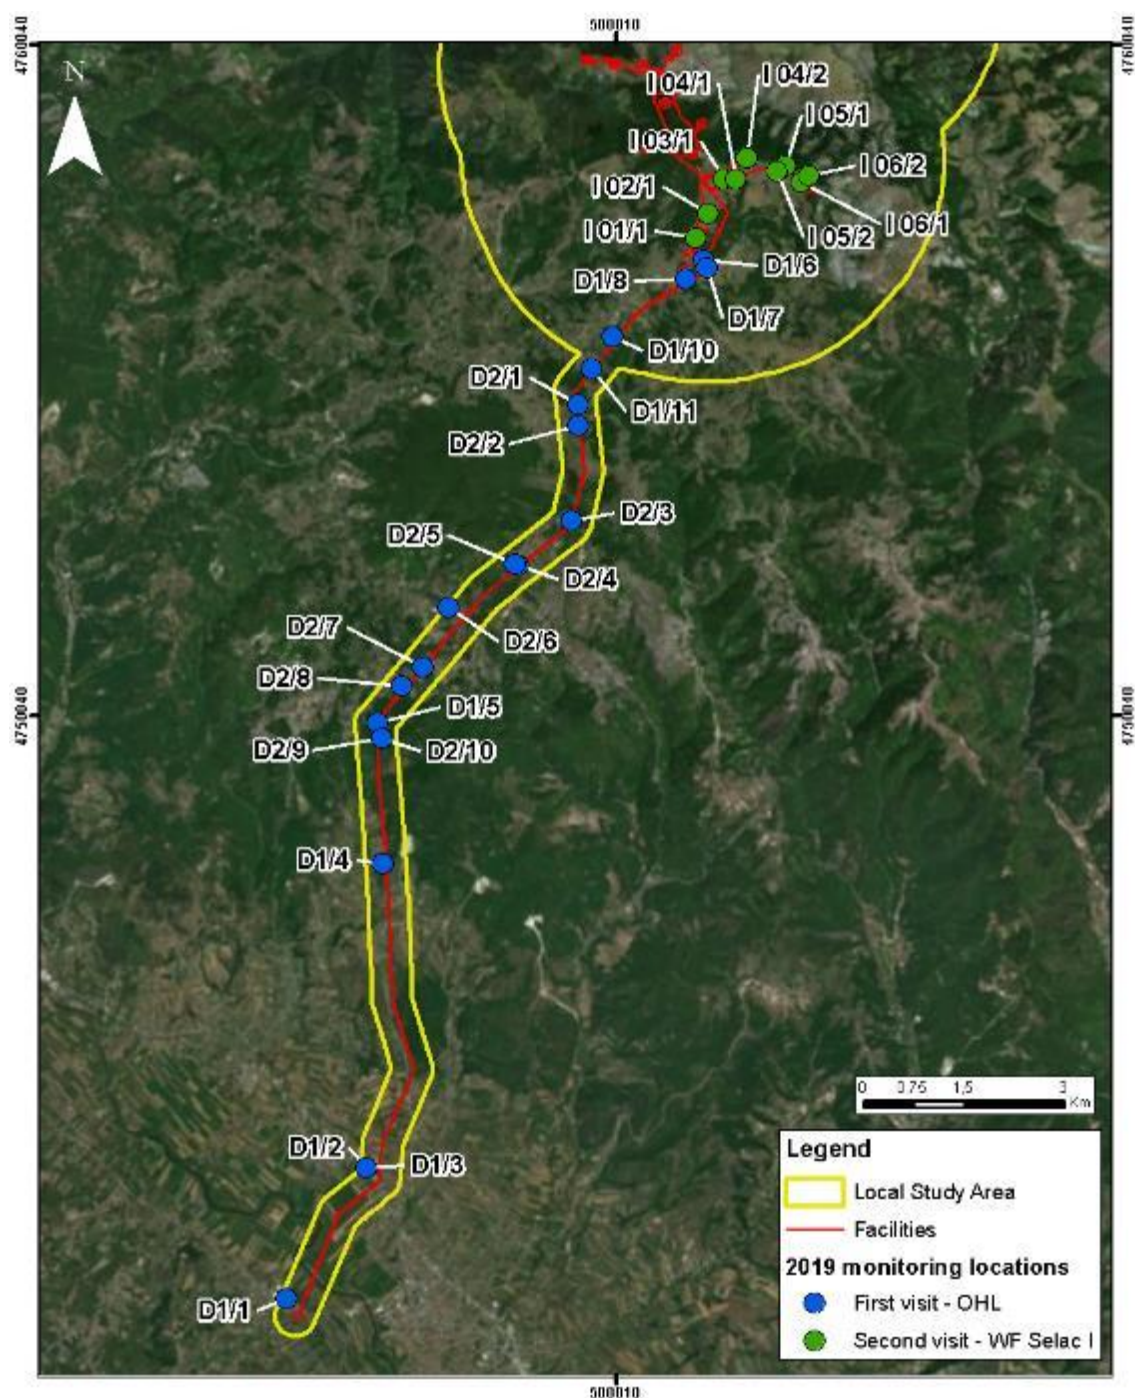 500010
4760040
4760040
N
I 04/1
I 04/2
I 05/1
I 03/1
I 06/2
I 02/1
I 06/1
I 01/1
I 05/2
D1/6
D1/8
D1/7
D1/10
D2/1
D1/11
D2/2
D2/3
D2/5
D2/4
D2/6
D2/7
D2/8
D1/5
4750040
4750040
D2/9
D2/10
D1/4
0 0,75 1,5 3
Km
D1/2
D1/3
Legend
Local Study Area
Facilities
2019 monitoring locations
First visit - OHL
Second visit - WF Selac I
D1/1
500010